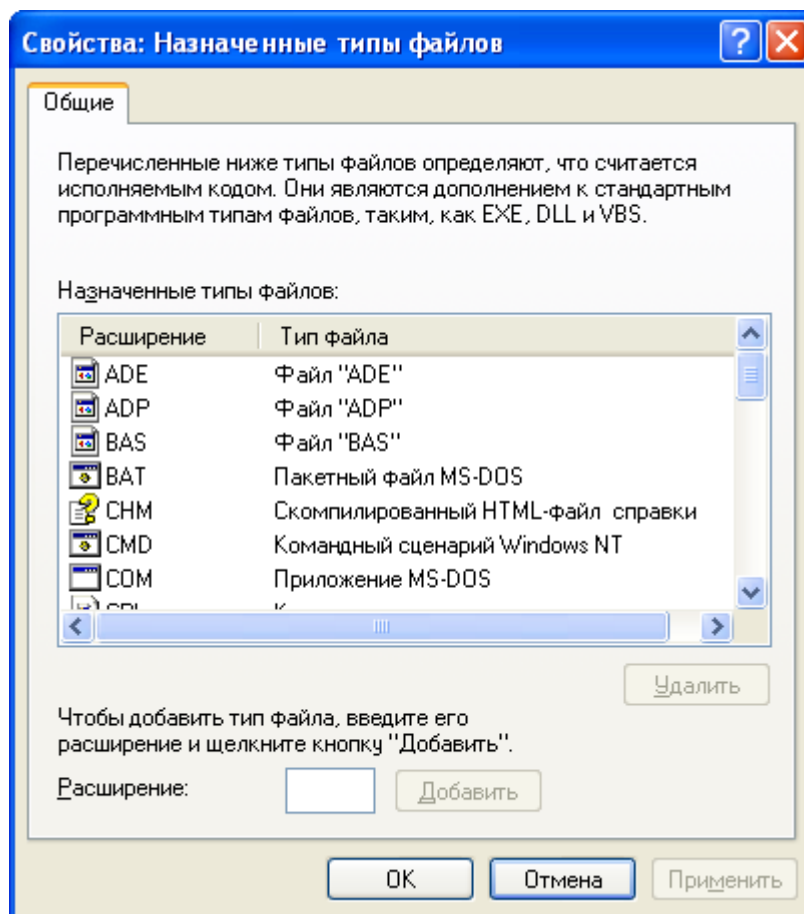 Свойства: Назначенные типы файлов
Общие
Перечисленные ниже типы файлов определяют, что считается
исполняемым кодом. Они являются дополнением к стандартным
программным типам файлов, таким, как EXE, DLL и VBS.
Назначенные типы файлов:
Расширение Тип файла
ADE Файл "ADE"
ADP Файл "ADP"
BAS Файл "BAS"
BAT Пакетный файл MS-DOS
CHM Скомпилированный HTML-файл справки
CMD Командный сценарий Windows NT
COM Приложение MS-DOS
Удалить
Чтобы добавить тип файла, введите его
расширение и щелкните кнопку "Добавить".
Расширение: Добавить
OK Отмена Применить